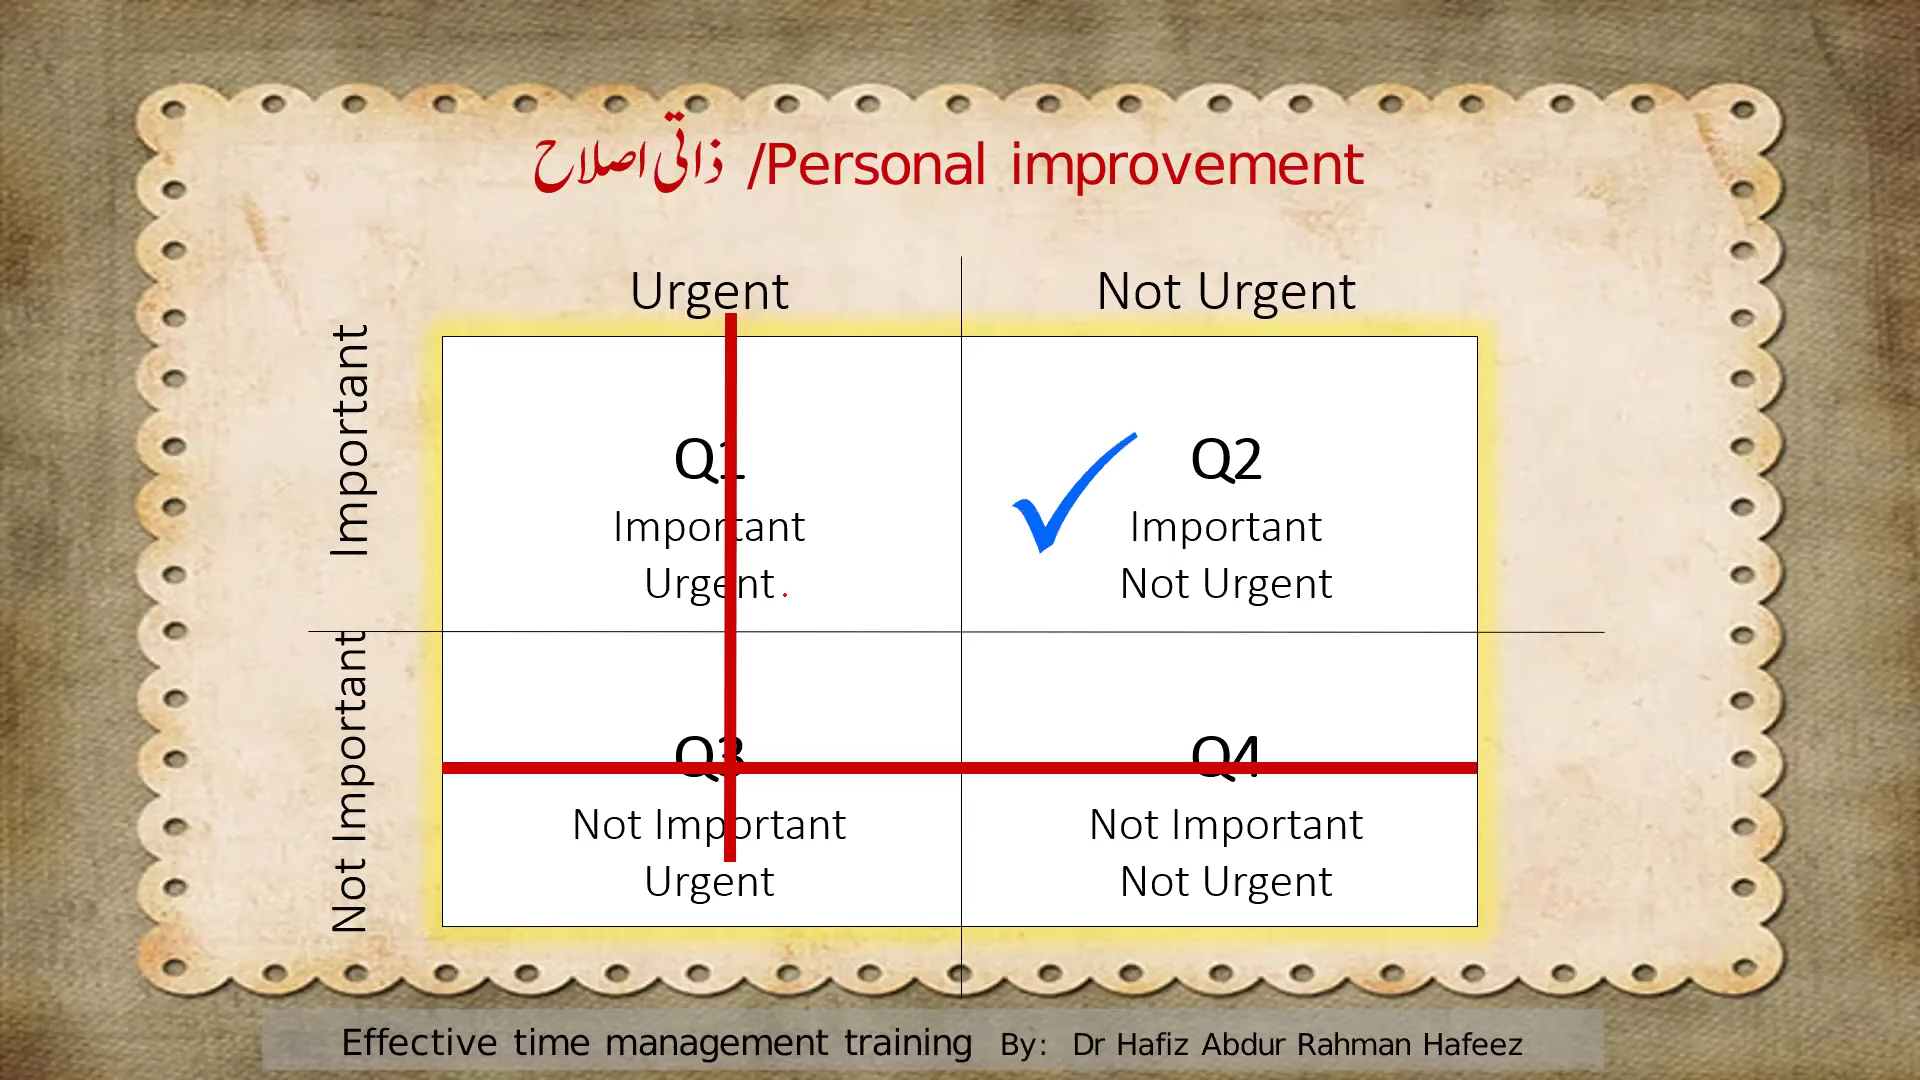 ذاتی اصلاح /Personal improvement
Urgent
Not Urgent
Important
Q1
Important
Urgent
Q2
Important
Not Urgent
Not Important
Q3
Not Important
Urgent
Q4
Not Important
Not Urgent
Effective time management training By: Dr Hafiz Abdur Rahman Hafeez